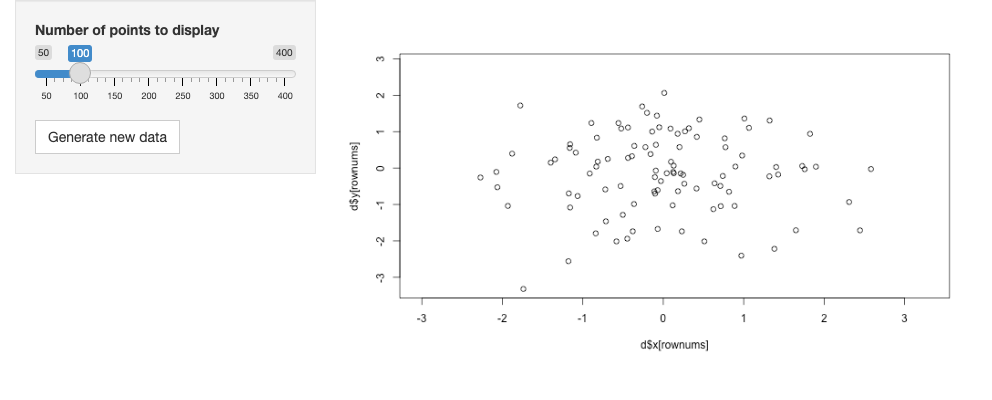 Number of points to display
50 100 400
50 100 150 200 250 300 350 400
Generate new data
3
2
1
0
-1
-2
-3
d$y[rownums]
-3 -2 -1 0 1 2 3
d$x[rownums]